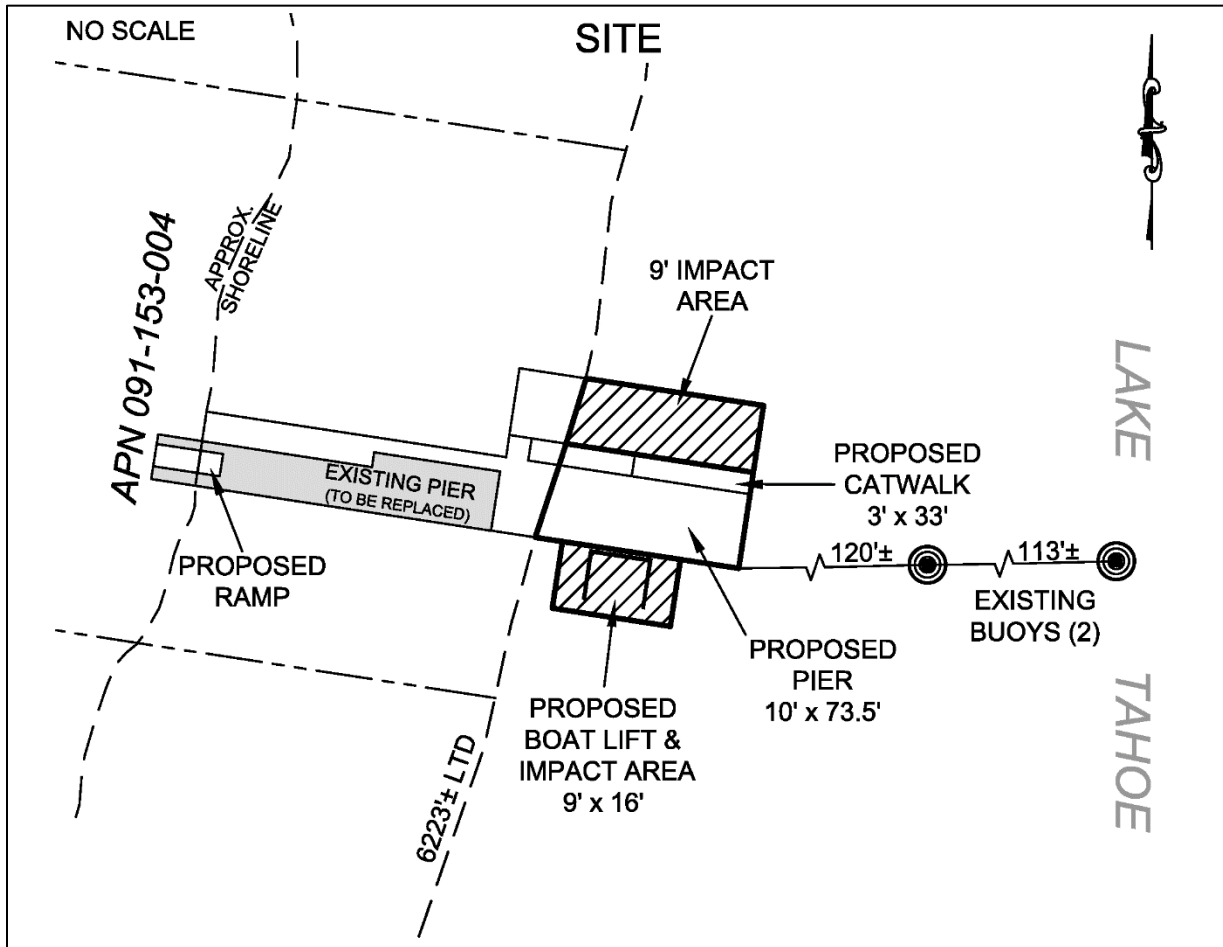 NO SCALE
SITE
APN 091-153-004
APPROX.
SHORELINE
9' IMPACT
AREA
LAKE
TAHOE
EXISTING PIER
(TO BE REPLACED)
PROPOSED
CATWALK
3' x 33'
PROPOSED
RAMP
120'±
113'±
EXISTING
BUOYS (2)
PROPOSED
PIER
10' x 73.5'
PROPOSED
BOAT LIFT &
IMPACT AREA
9' x 16'
6223'± LTD